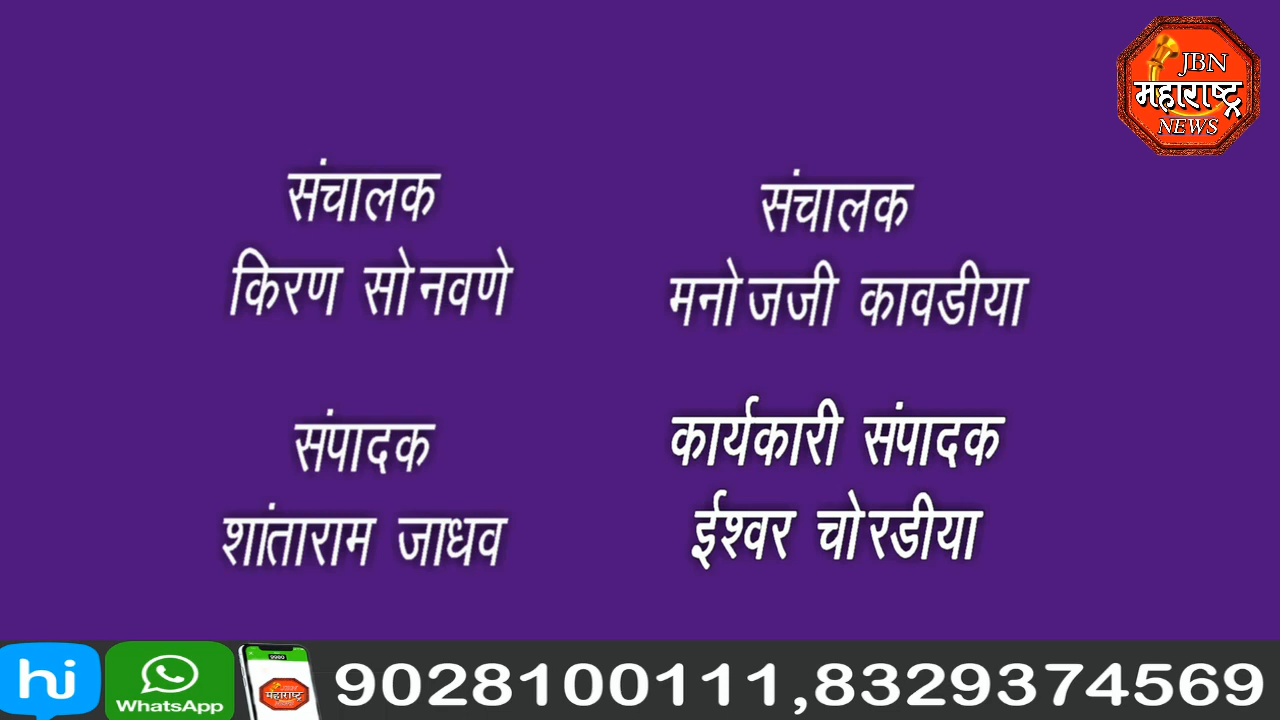 JBN
महाराष्ट्र
NEWS
संचालक
किरण सोनवणे
संचालक
मनोजजी कावडीया
संपादक
शांताराम जाधव
कार्यकारी संपादक
ईश्वर चोरडीया
hi
WhatsApp
महाराष्ट्र
9028100111,8329374569